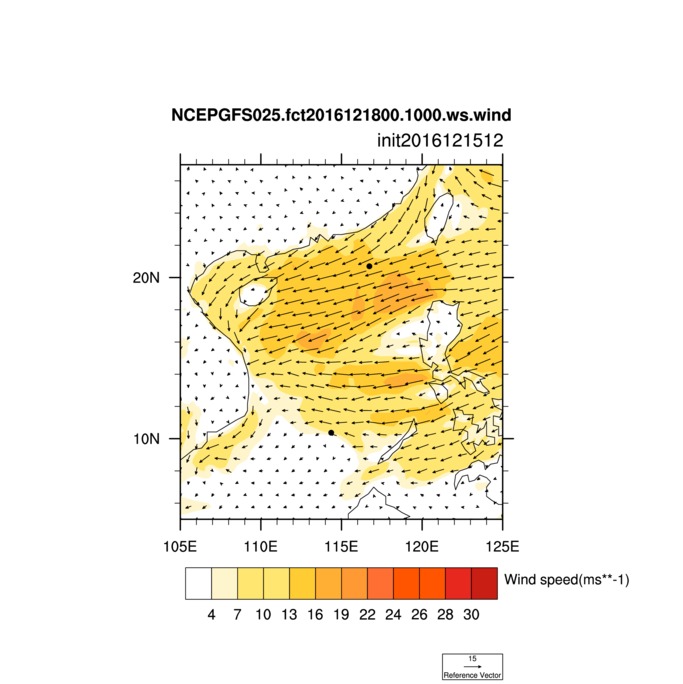 NCEPGFS025.fct2016121800.1000.ws.wind
init2016121512
20N
10N
105E 110E 115E 120E 125E
Wind speed(ms**-1)
4 7 10 13 16 19 22 24 26 28 30
15
Reference Vector